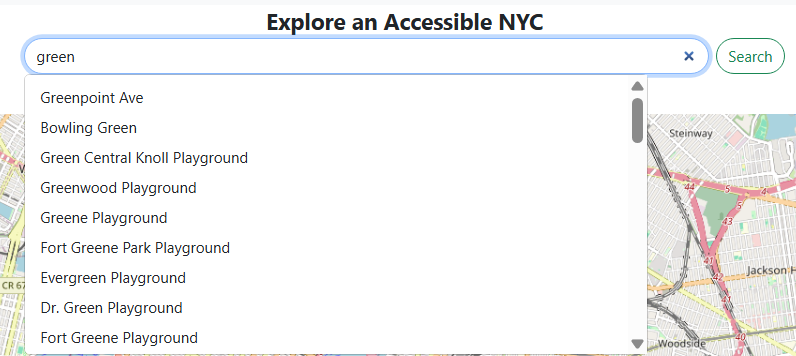 Explore an Accessible NYC
green
Search
Greenpoint Ave
Bowling Green
Green Central Knoll Playground
Greenwood Playground
Greene Playground
Fort Greene Park Playground
Evergreen Playground
Dr. Green Playground
Fort Greene Playground
Steinway
44
5
4
5
43
41
42
40
Jackson H
Woodside
CR 67